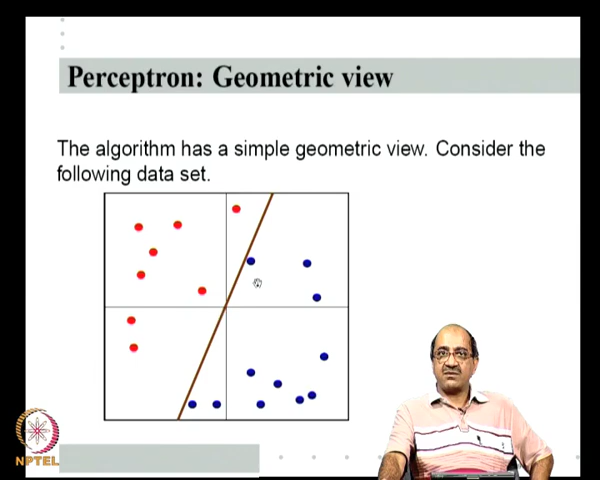 Perceptron: Geometric view
The algorithm has a simple geometric view. Consider the
following data set.
NPTEL